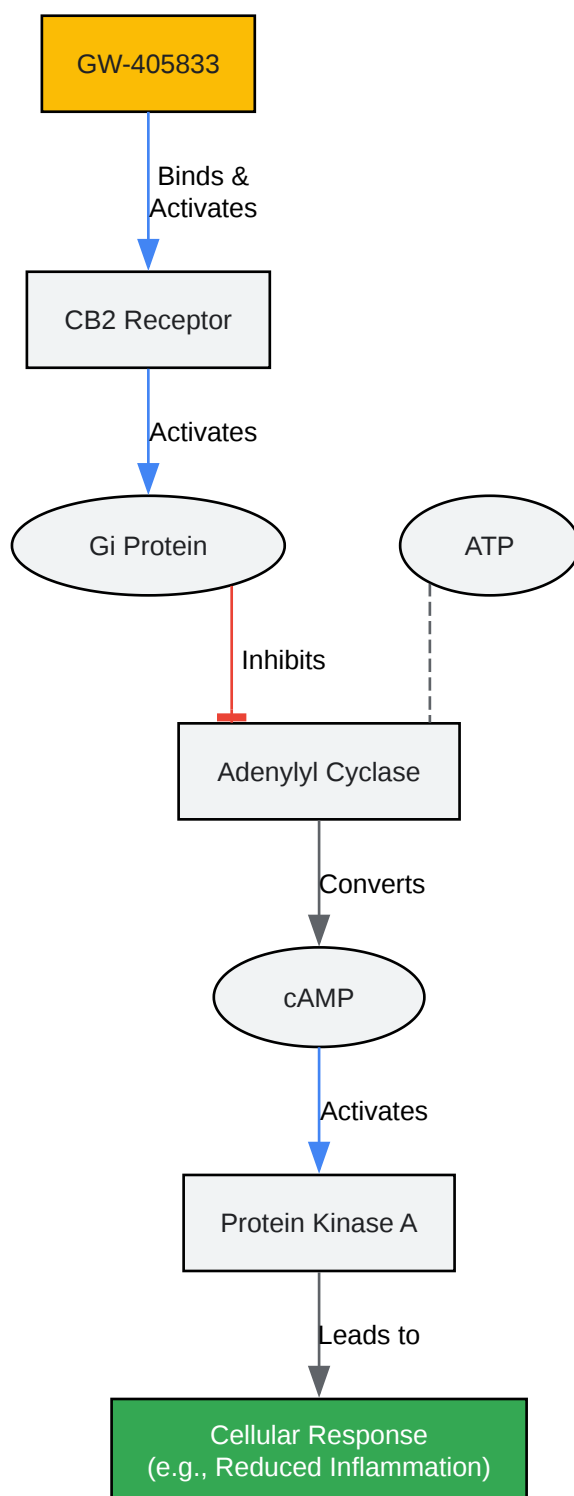 GW-405833
Binds &
Activates
CB2 Receptor
Activates
Gi Protein
ATP
Inhibits
Adenylyl Cyclase
Converts
cAMP
Activates
Protein Kinase A
Leads to
Cellular Response
(e.g., Reduced Inflammation)